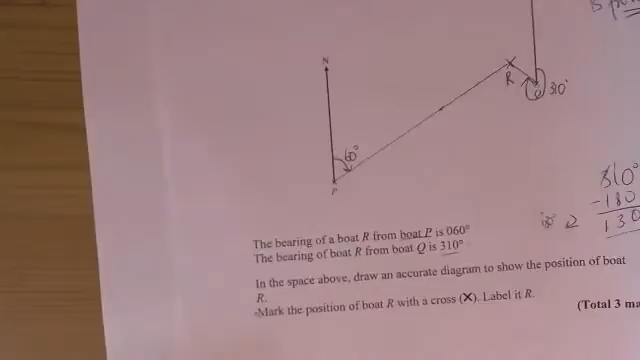 N
R
310°
60°
P
310°
-180
130
The bearing of a boat R from boat P is 060°
The bearing of boat R from boat Q is 310°
In the space above, draw an accurate diagram to show the position of boat
R.
Mark the position of boat R with a cross (✕). Label it R.
(Total 3 ma